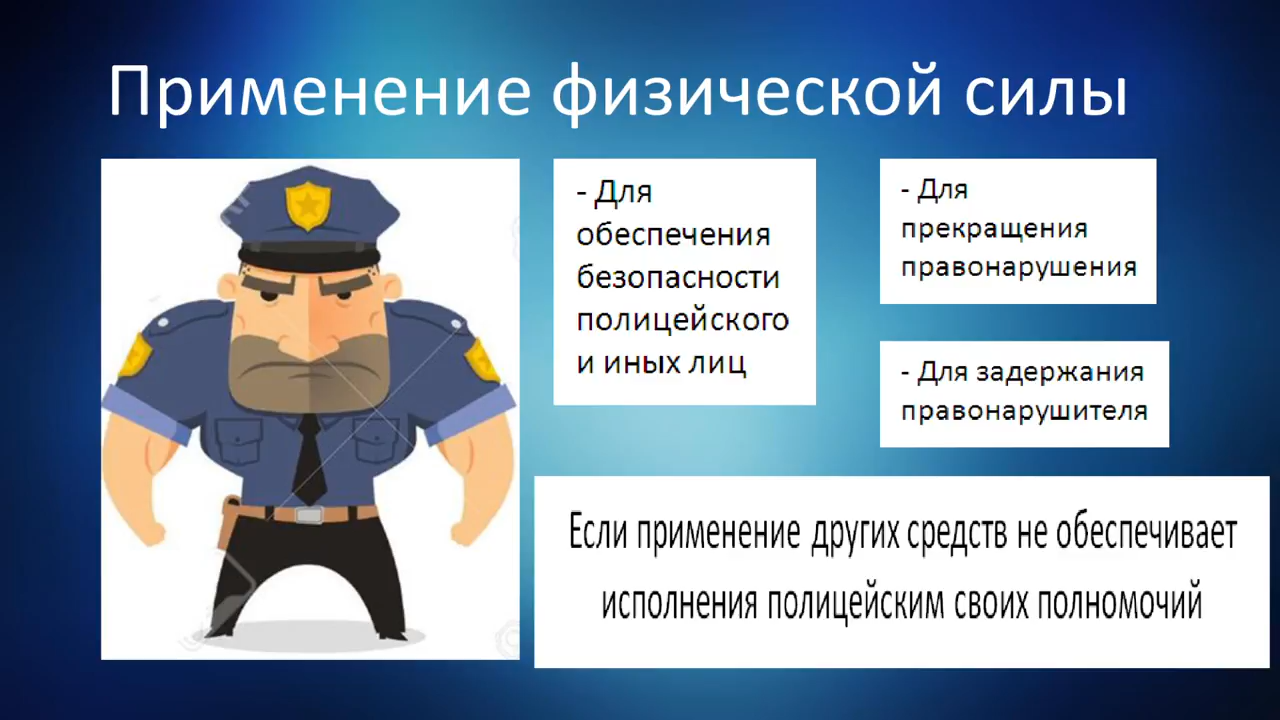 Применение физической силы
- Для
обеспечения
безопасности
полицейского
и иных лиц
- Для
прекращения
правонарушения
- Для задержания
правонарушителя
Если применение других средств не обеспечивает
исполнения полицейским своих полномочий